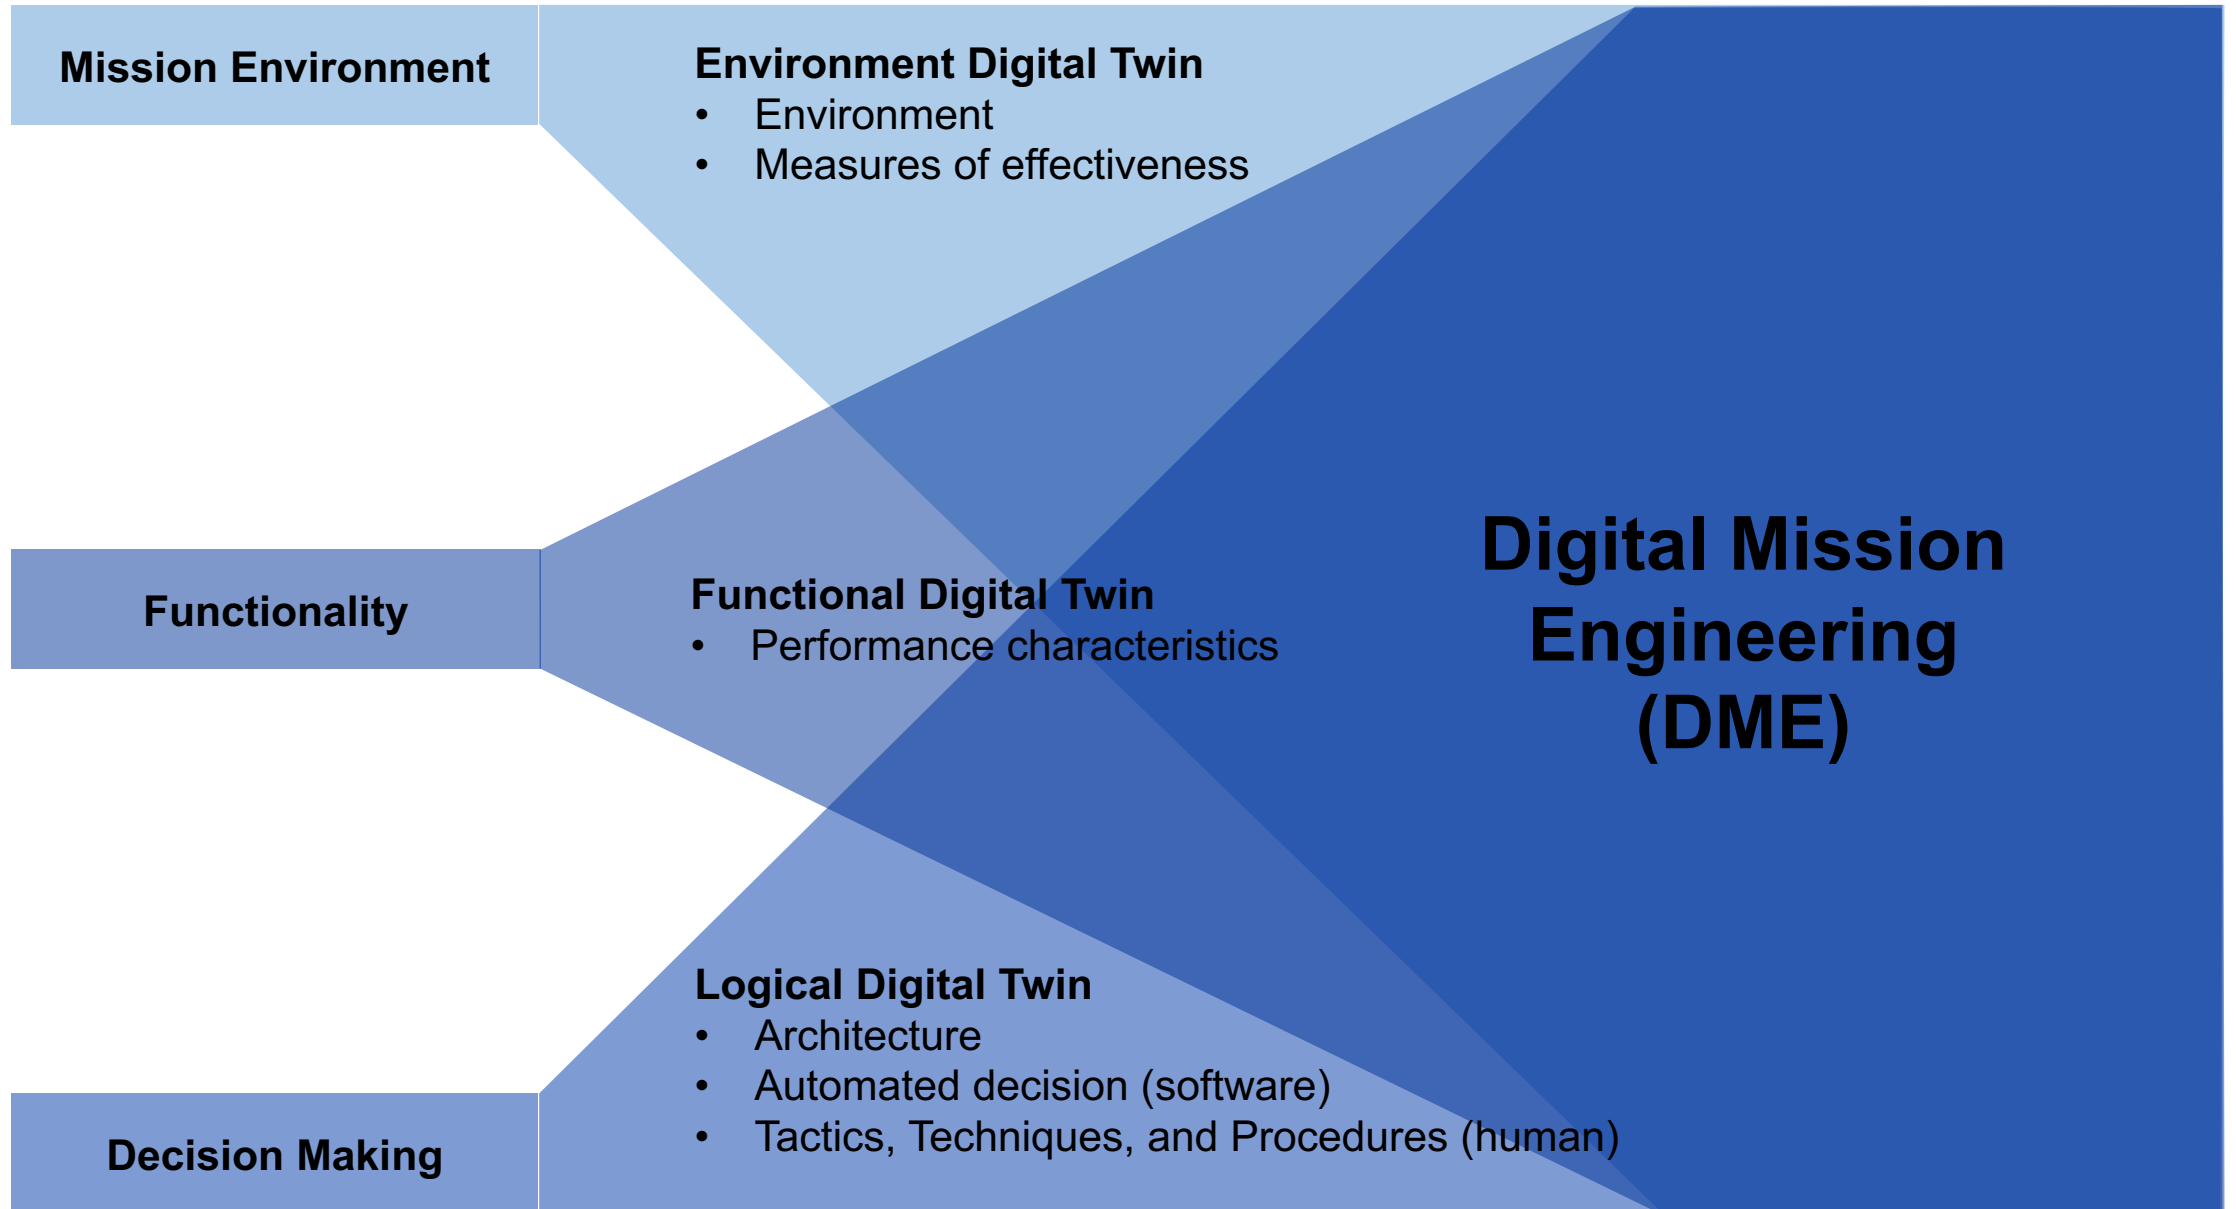 Mission Environment
Environment Digital Twin
• Environment
• Measures of effectiveness
Functionality
Functional Digital Twin
• Performance characteristics
Digital Mission
Engineering
(DME)
Decision Making
Logical Digital Twin
• Architecture
• Automated decision (software)
• Tactics, Techniques, and Procedures (human)